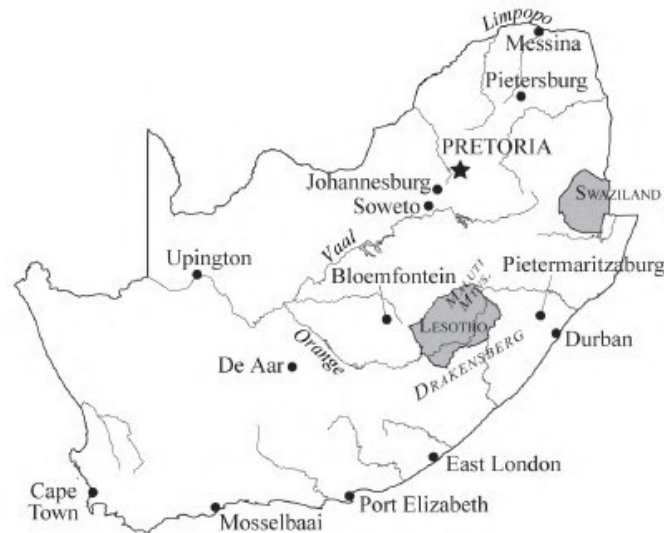 Limpopo
Messina
Pietersburg
PRETORIA
Johannesburg
Soweto
SWAZILAND
Vaal
Upington
Bloemfontein
MALUTI
MTS.
Pietermaritzburg
LESOTHO
Orange
DRAKENSBERG
Durban
De Aar
East London
Cape
Town
Port Elizabeth
Mosselbaai